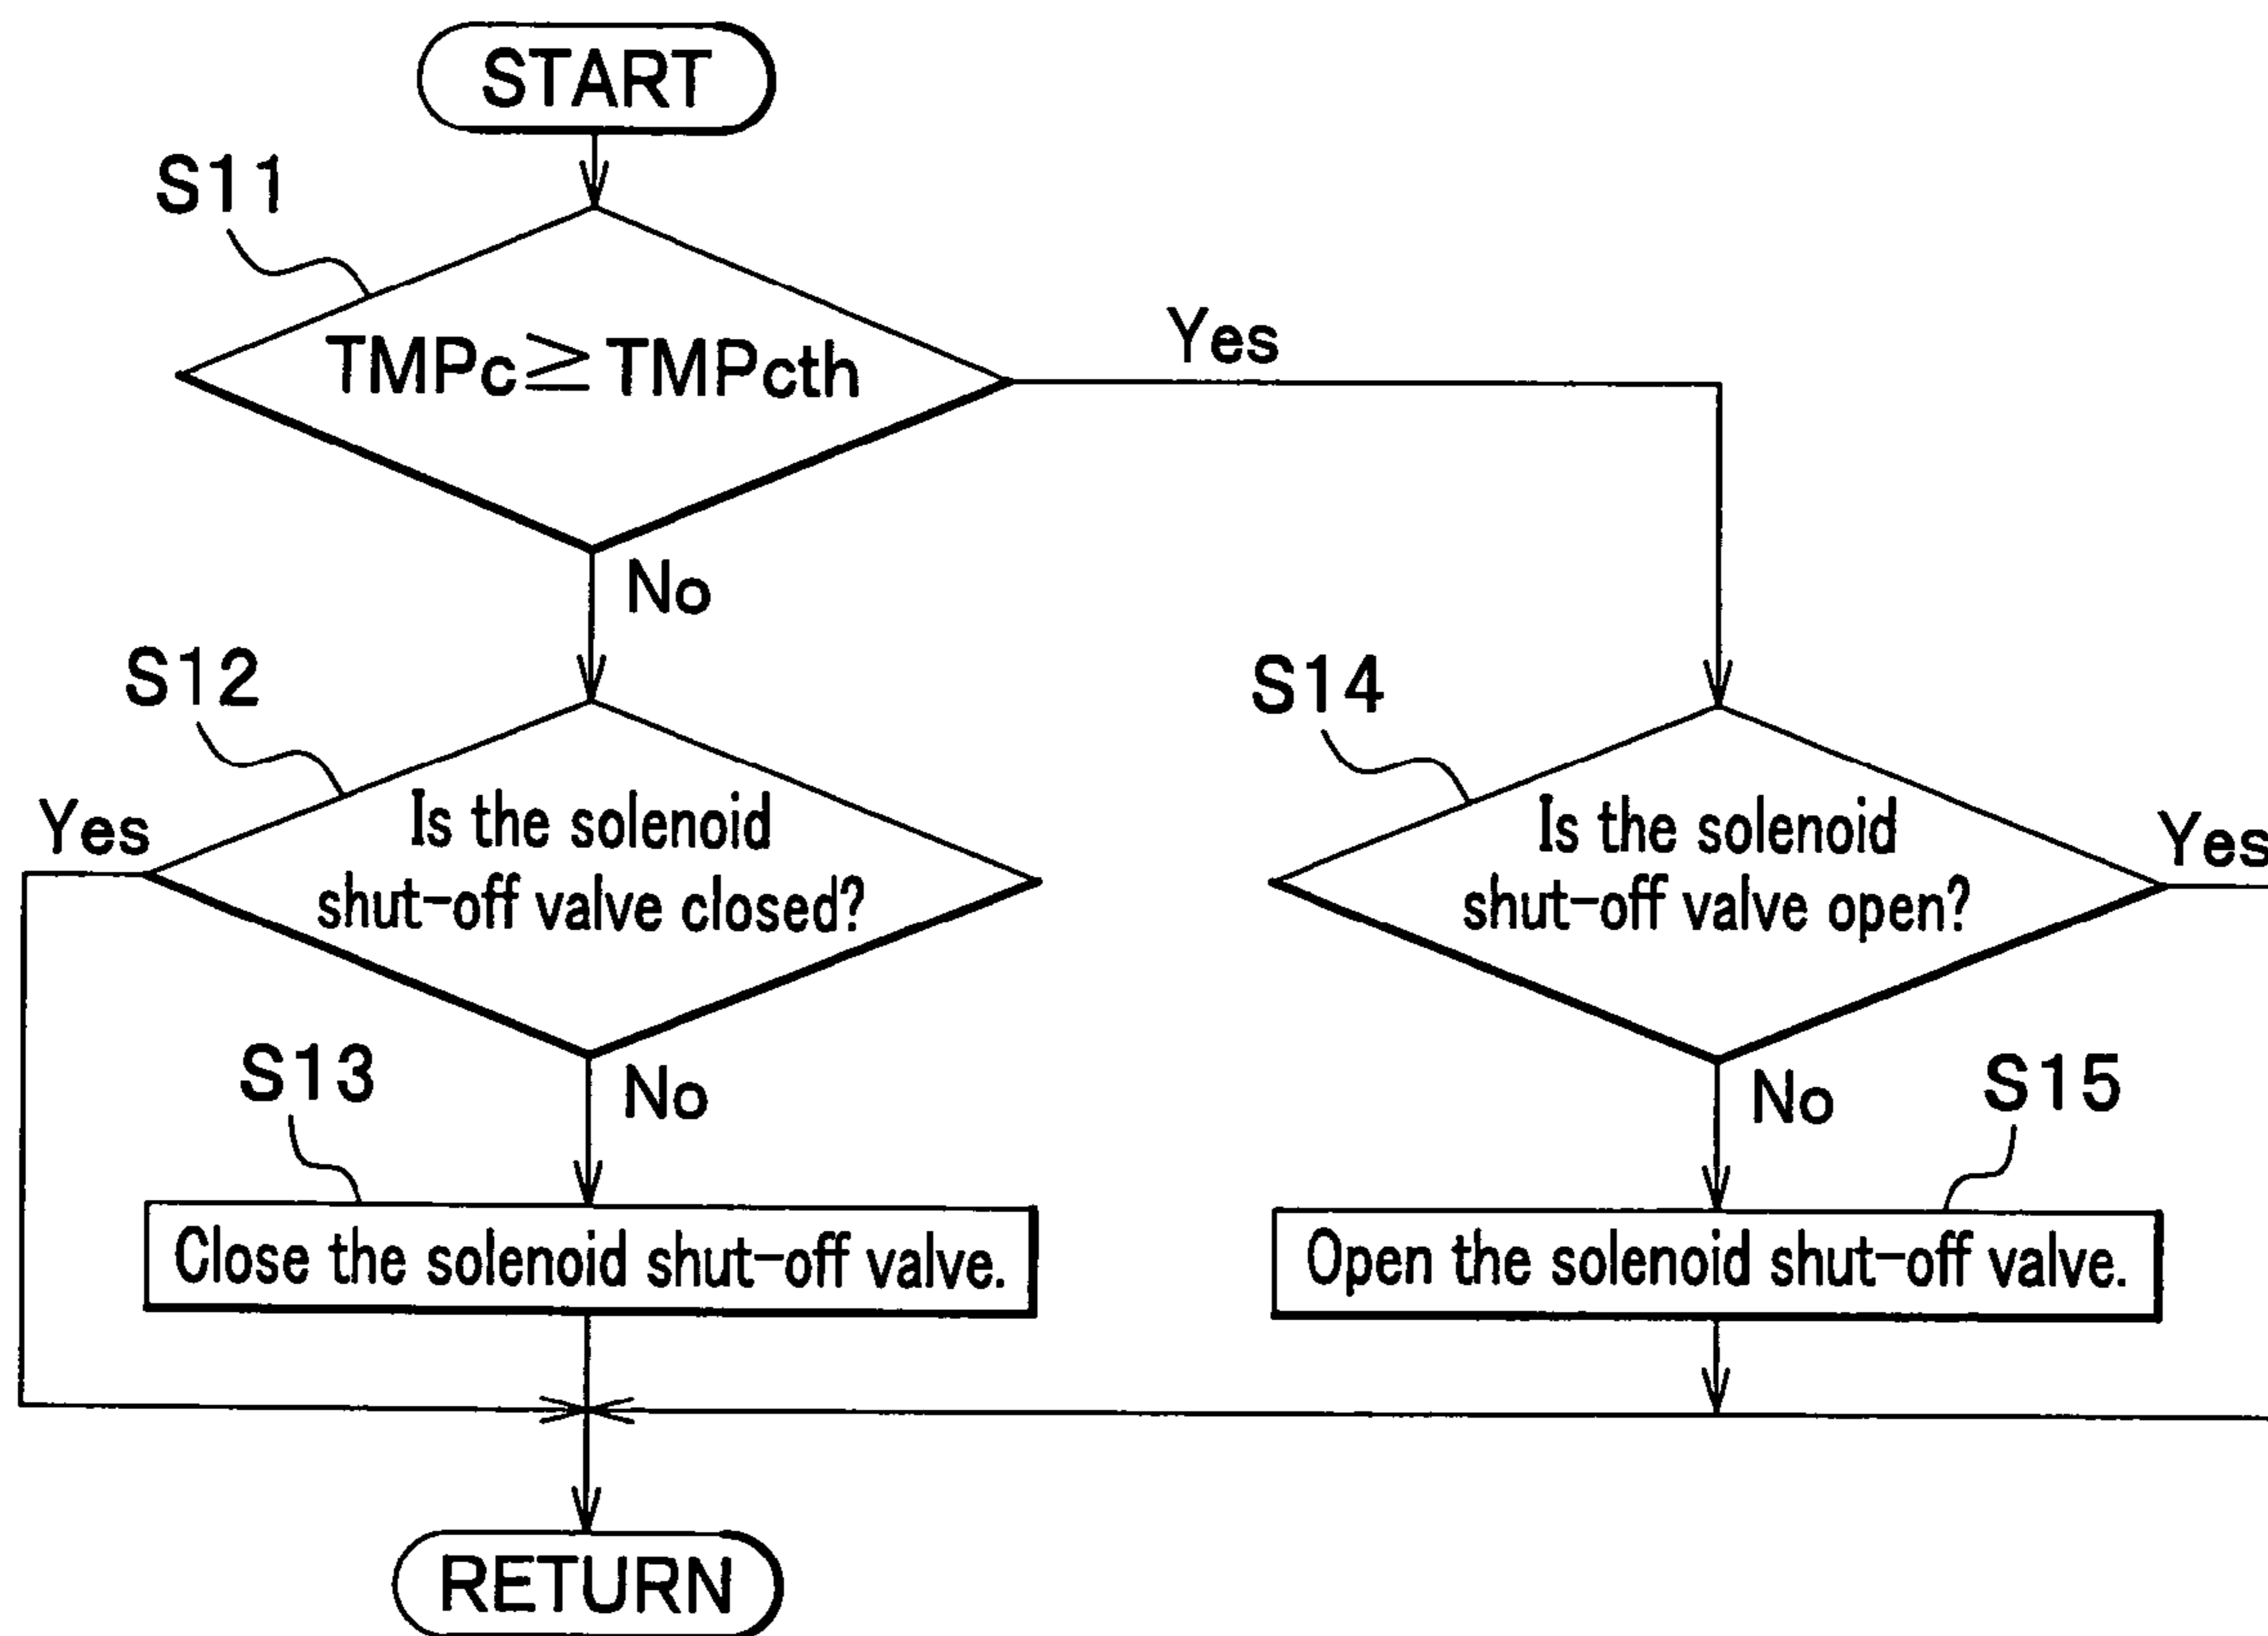 START
S11
TMPc≧TMPcth
Yes
No
S12
Yes
Is the solenoid
shut-off valve closed?
S14
Is the solenoid
shut-off valve open?
Yes
S13
No
No
S15
Close the solenoid shut-off valve.
Open the solenoid shut-off valve.
RETURN